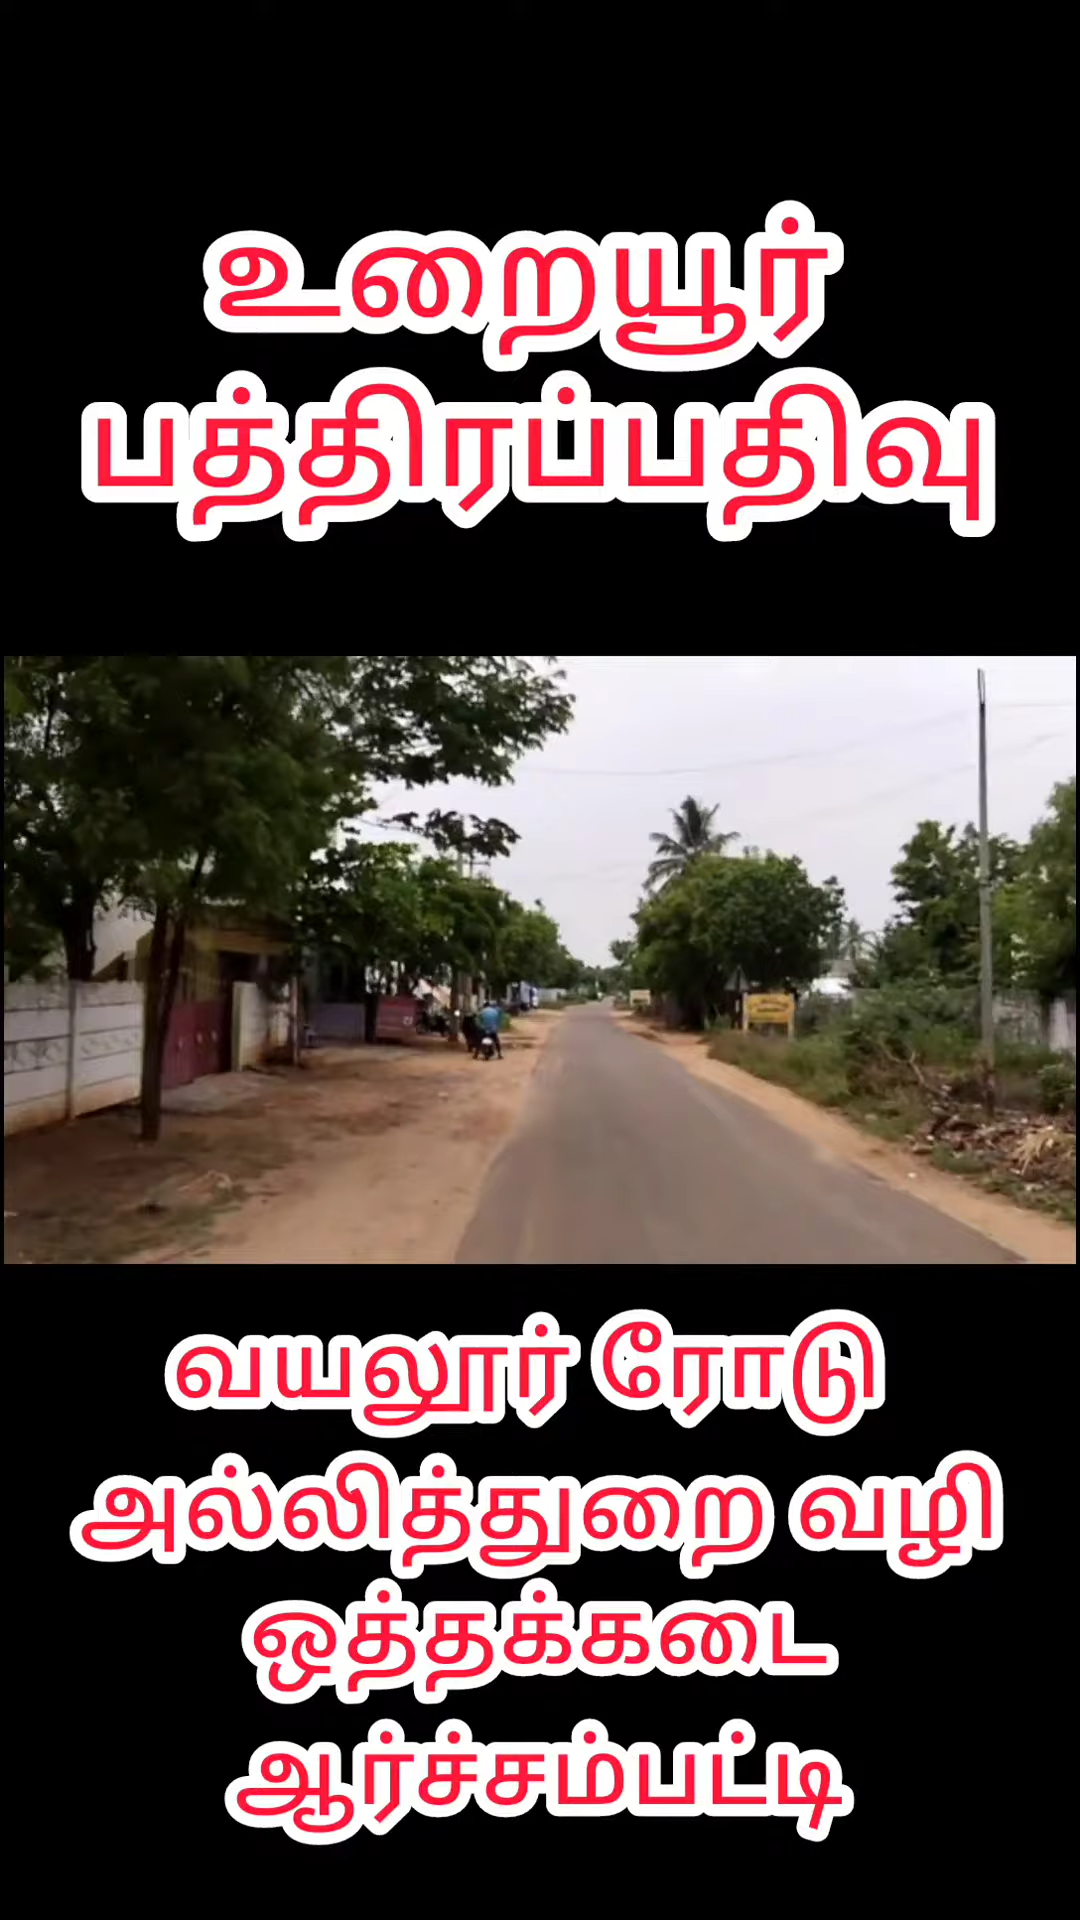 உறையூர்
பத்திரப்பதிவு
வயலூர் ரோடு
அல்லித்துறை வழி
ஒத்தக்கடை
ஆர்ச்சம்பட்டி